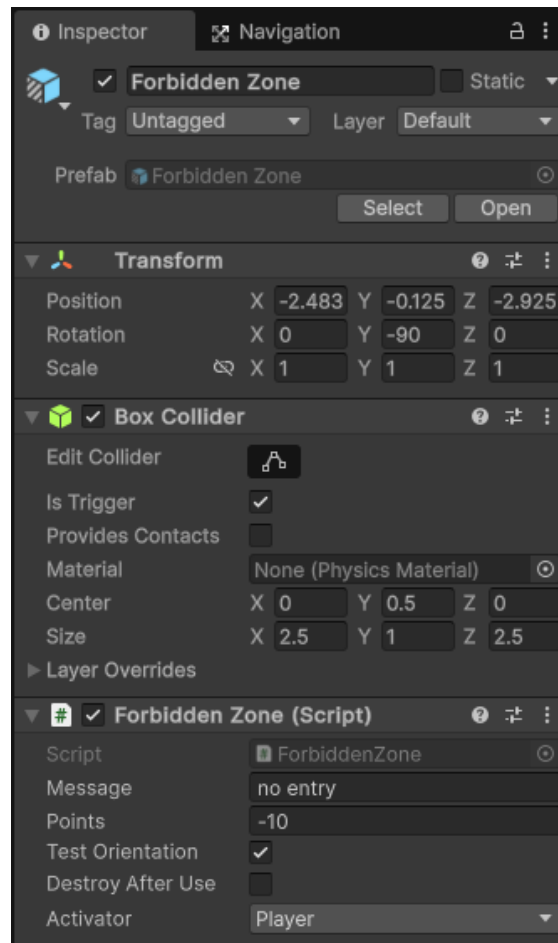 Inspector Navigation
Forbidden Zone Static
Tag Untagged Layer Default
Prefab Forbidden Zone
Select Open
Transform
Position X -2.483 Y -0.125 Z -2.925
Rotation X 0 Y -90 Z 0
Scale X 1 Y 1 Z 1
Box Collider
Edit Collider
Is Trigger
Provides Contacts
Material None (Physics Material)
Center X 0 Y 0.5 Z 0
Size X 2.5 Y 1 Z 2.5
Layer Overrides
# Forbidden Zone (Script)
Script ForbiddenZone
Message no entry
Points -10
Test Orientation
Destroy After Use
Activator Player